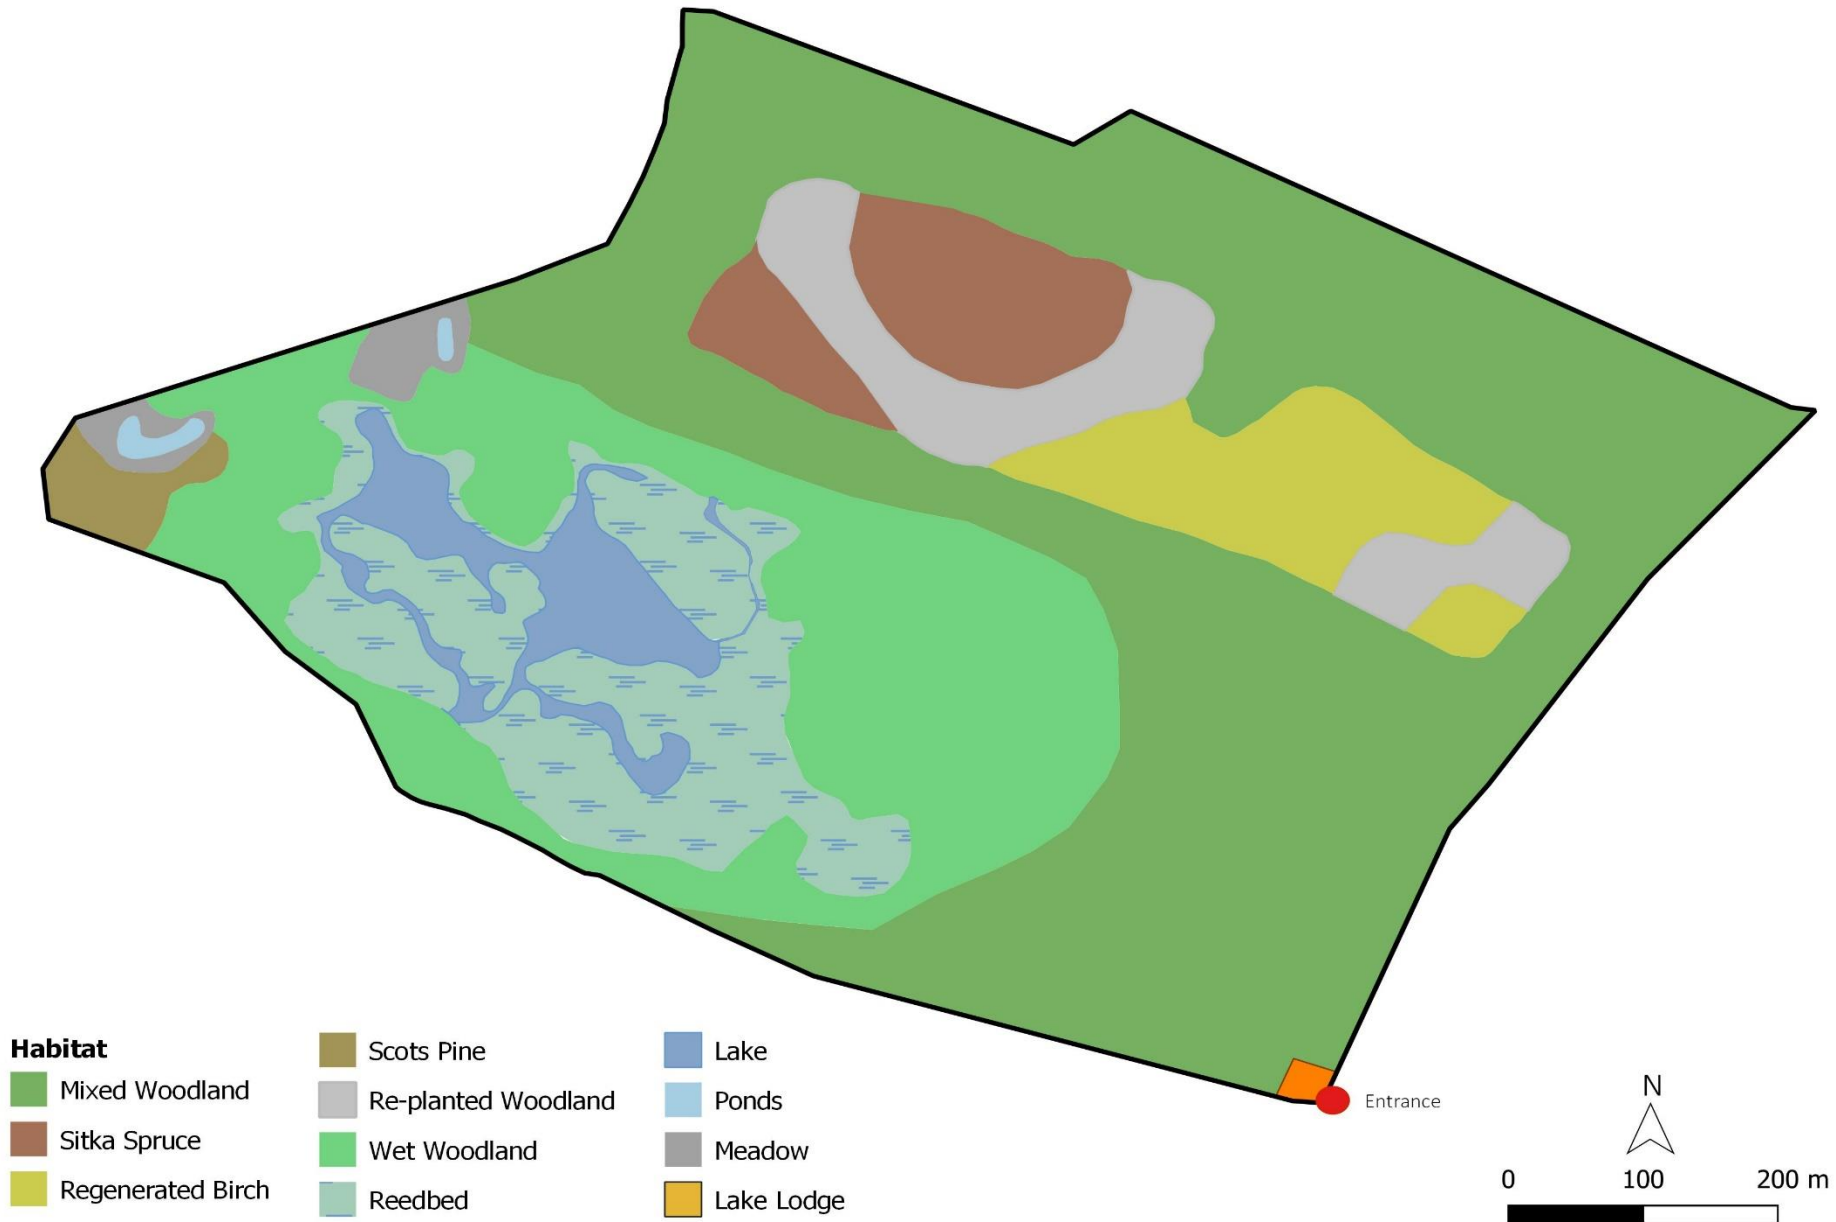 Habitat
Mixed Woodland
Sitka Spruce
Regenerated Birch
Scots Pine
Re-planted Woodland
Wet Woodland
Reedbed
Lake
Ponds
Meadow
Lake Lodge
Entrance
N
0 100 200 m